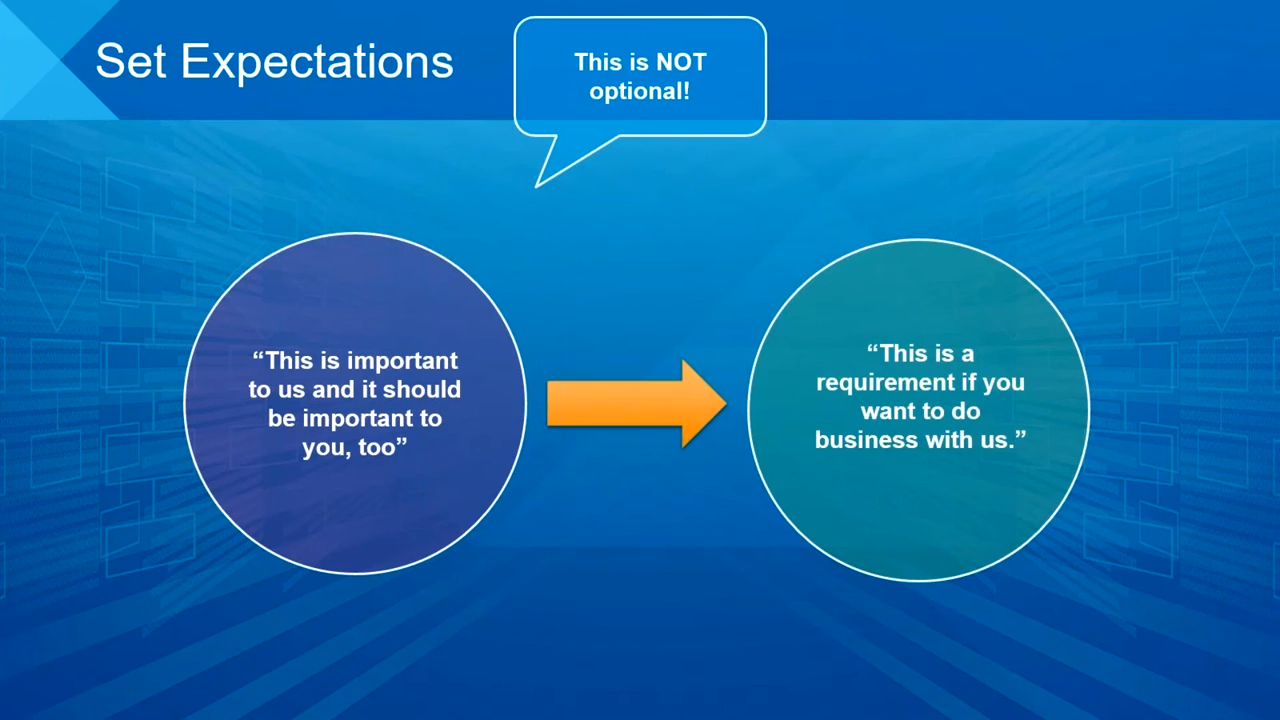 Set Expectations
This is NOT
optional!
“This is important
to us and it should
be important to
you, too”
“This is a
requirement if you
want to do
business with us.”